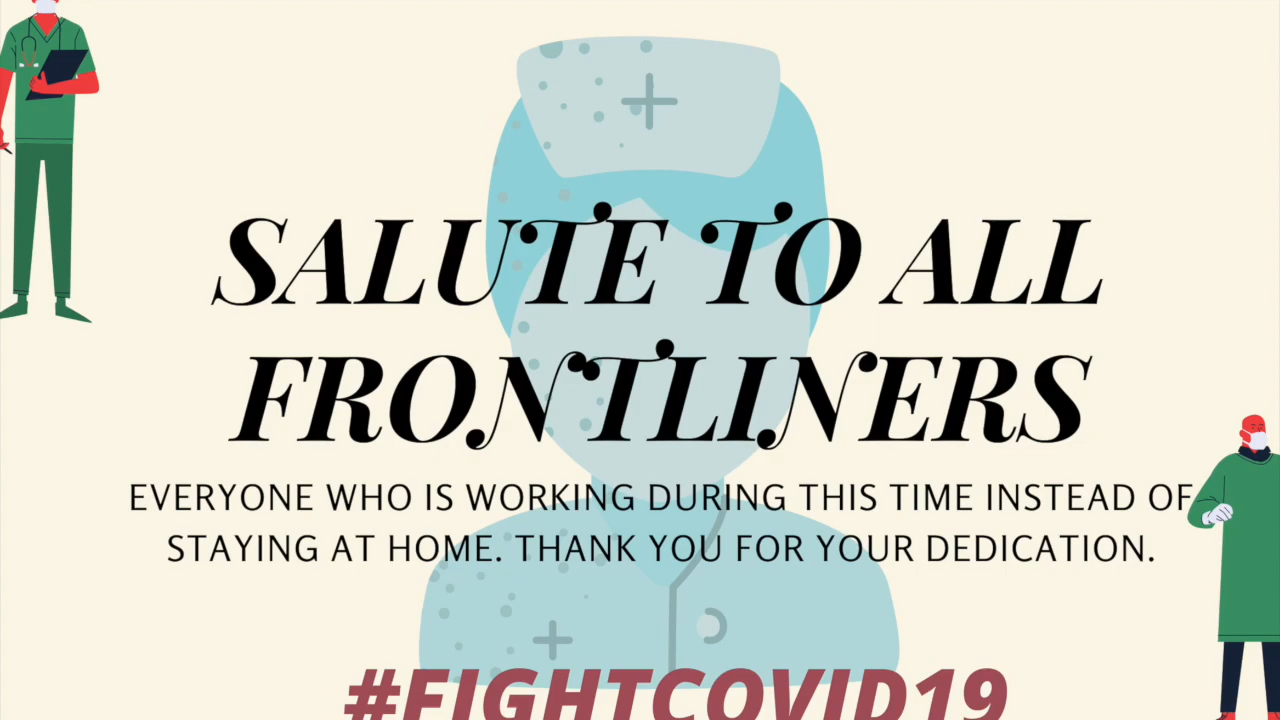 SALUTE TO ALL
FRONTLINERS
EVERYONE WHO IS WORKING DURING THIS TIME INSTEAD OF
STAYING AT HOME. THANK YOU FOR YOUR DEDICATION.
#FIGHTCOVID19